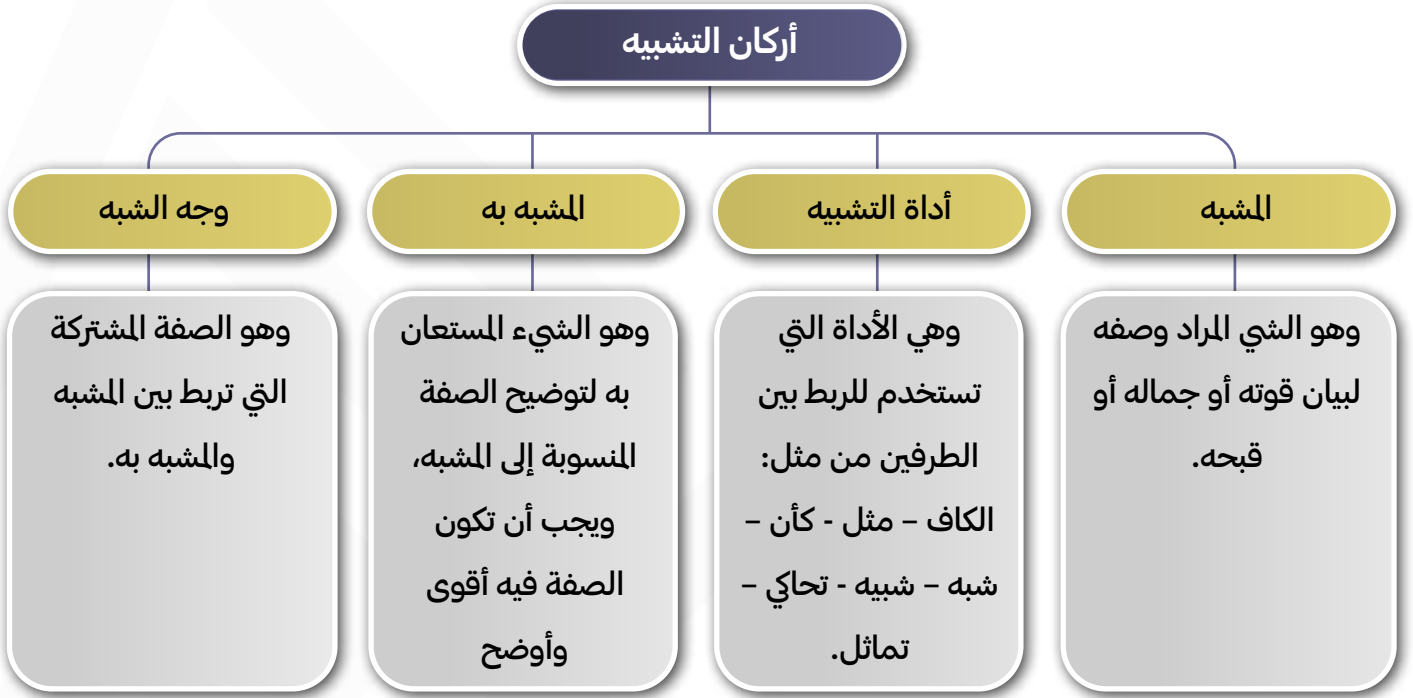 أركان التشبيه
المشبه
وهو الشي المراد وصفه
لبيان قوته أو جماله أو
قبحه.
أداة التشبيه
وهي الأداة التي
تستخدم للربط بين
الطرفين من مثل:
الكاف – مثل - كأن –
شبه – شبيه - تحاكي –
تماثل.
المشبه به
وهو الشيء المستعان
به لتوضيح الصفة
المنسوبة إلى المشبه،
ويجب أن تكون
الصفة فيه أقوى
وأوضح
وجه الشبه
وهو الصفة المشتركة
التي تربط بين المشبه
والمشبه به.